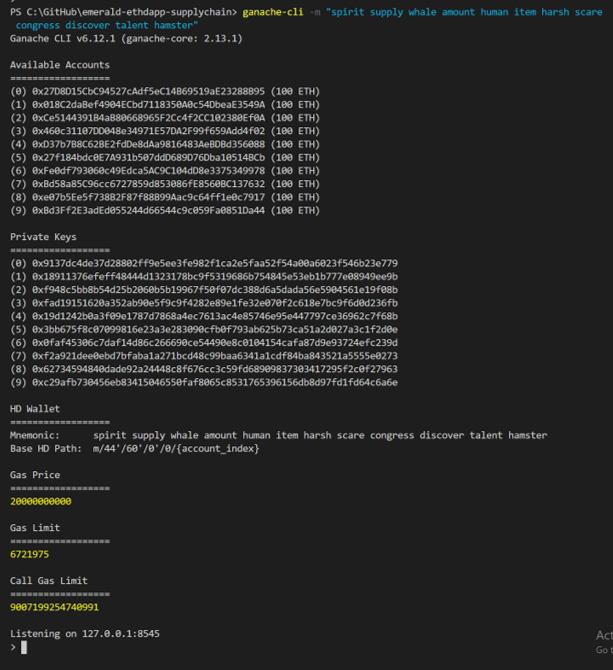 PS C:\GitHub\emerald-ethdapp-supplychain> ganache-cli -m "spirit supply whale amount human item harsh scare
congress discover talent hamster"
Ganache CLI v6.12.1 (ganache-core: 2.13.1)
Available Accounts
==================
(0) 0x27D8D15CbC94527cAdf5eC14B69519aE23288B95 (100 ETH)
(1) 0x018C2daBef4904ECbd7118350A0c54DbeaE3549A (100 ETH)
(2) 0xCe5144391B4aB80668965F2Cc4f2CC102380Ef0A (100 ETH)
(3) 0x460c31107DD048e34971E57DA2F99f659Add4f02 (100 ETH)
(4) 0xD37b7B8C62BE2fdDe8dAa9816483AeBDBd356088 (100 ETH)
(5) 0x27f184bdc0E7A931b507ddD689D76Dba10514BCb (100 ETH)
(6) 0xFe0df793060c49Edca5AC9C104dD8e3375349978 (100 ETH)
(7) 0xBd58a85C96cc6727859d853086fE8560BC137632 (100 ETH)
(8) 0xe07b5Ee5f738B2F87f88B99Aac9c64ff1e0c7917 (100 ETH)
(9) 0xBd3Ff2E3adEd055244d66544c9c059Fa0851Da44 (100 ETH)
Private Keys
==================
(0) 0x9137dc4de37d28802ff9e5ee3fe982f1ca2e5faa52f54a00a6023f546b23e779
(1) 0x18911376efeff48444d1323178bc9f5319686b754845e53eb1b777e08949ee9b
(2) 0xf948c5bb8b54d25b2060b5b19967f50f07dc388d6a5dada56e5904561e19f08b
(3) 0xfad19151620a352ab90e5f9c9f4282e89e1fe32e070f2c618e7bc9f6d0d236fb
(4) 0x19d1242b0a3f09e1787d7868a4ec7613ac4e85746e95e447797ce36962c7f68b
(5) 0x3bb675f8c07099816e23a3e283090cfb0f793ab625b73ca51a2d027a3c1f2d0e
(6) 0x0faf45306c7daf14d86c266690ce54490e8c0104154cafa87d9e93724efc239d
(7) 0xf2a921dee0ebd7bfaba1a271bcd48c99baa6341a1cdf84ba843521a5555e0273
(8) 0x62734594840dade92a24448c8f676cc3c59fd68909837303417295f2c0f27963
(9) 0xc29afb730456eb83415046550faf8065c8531765396156db8d97fd1fd64c6a6e
HD Wallet
==================
Mnemonic:      spirit supply whale amount human item harsh scare congress discover talent hamster
Base HD Path:  m/44'/60'/0'/0/{account_index}
Gas Price
==================
20000000000
Gas Limit
==================
6721975
Call Gas Limit
==================
9007199254740991
Listening on 127.0.0.1:8545
>